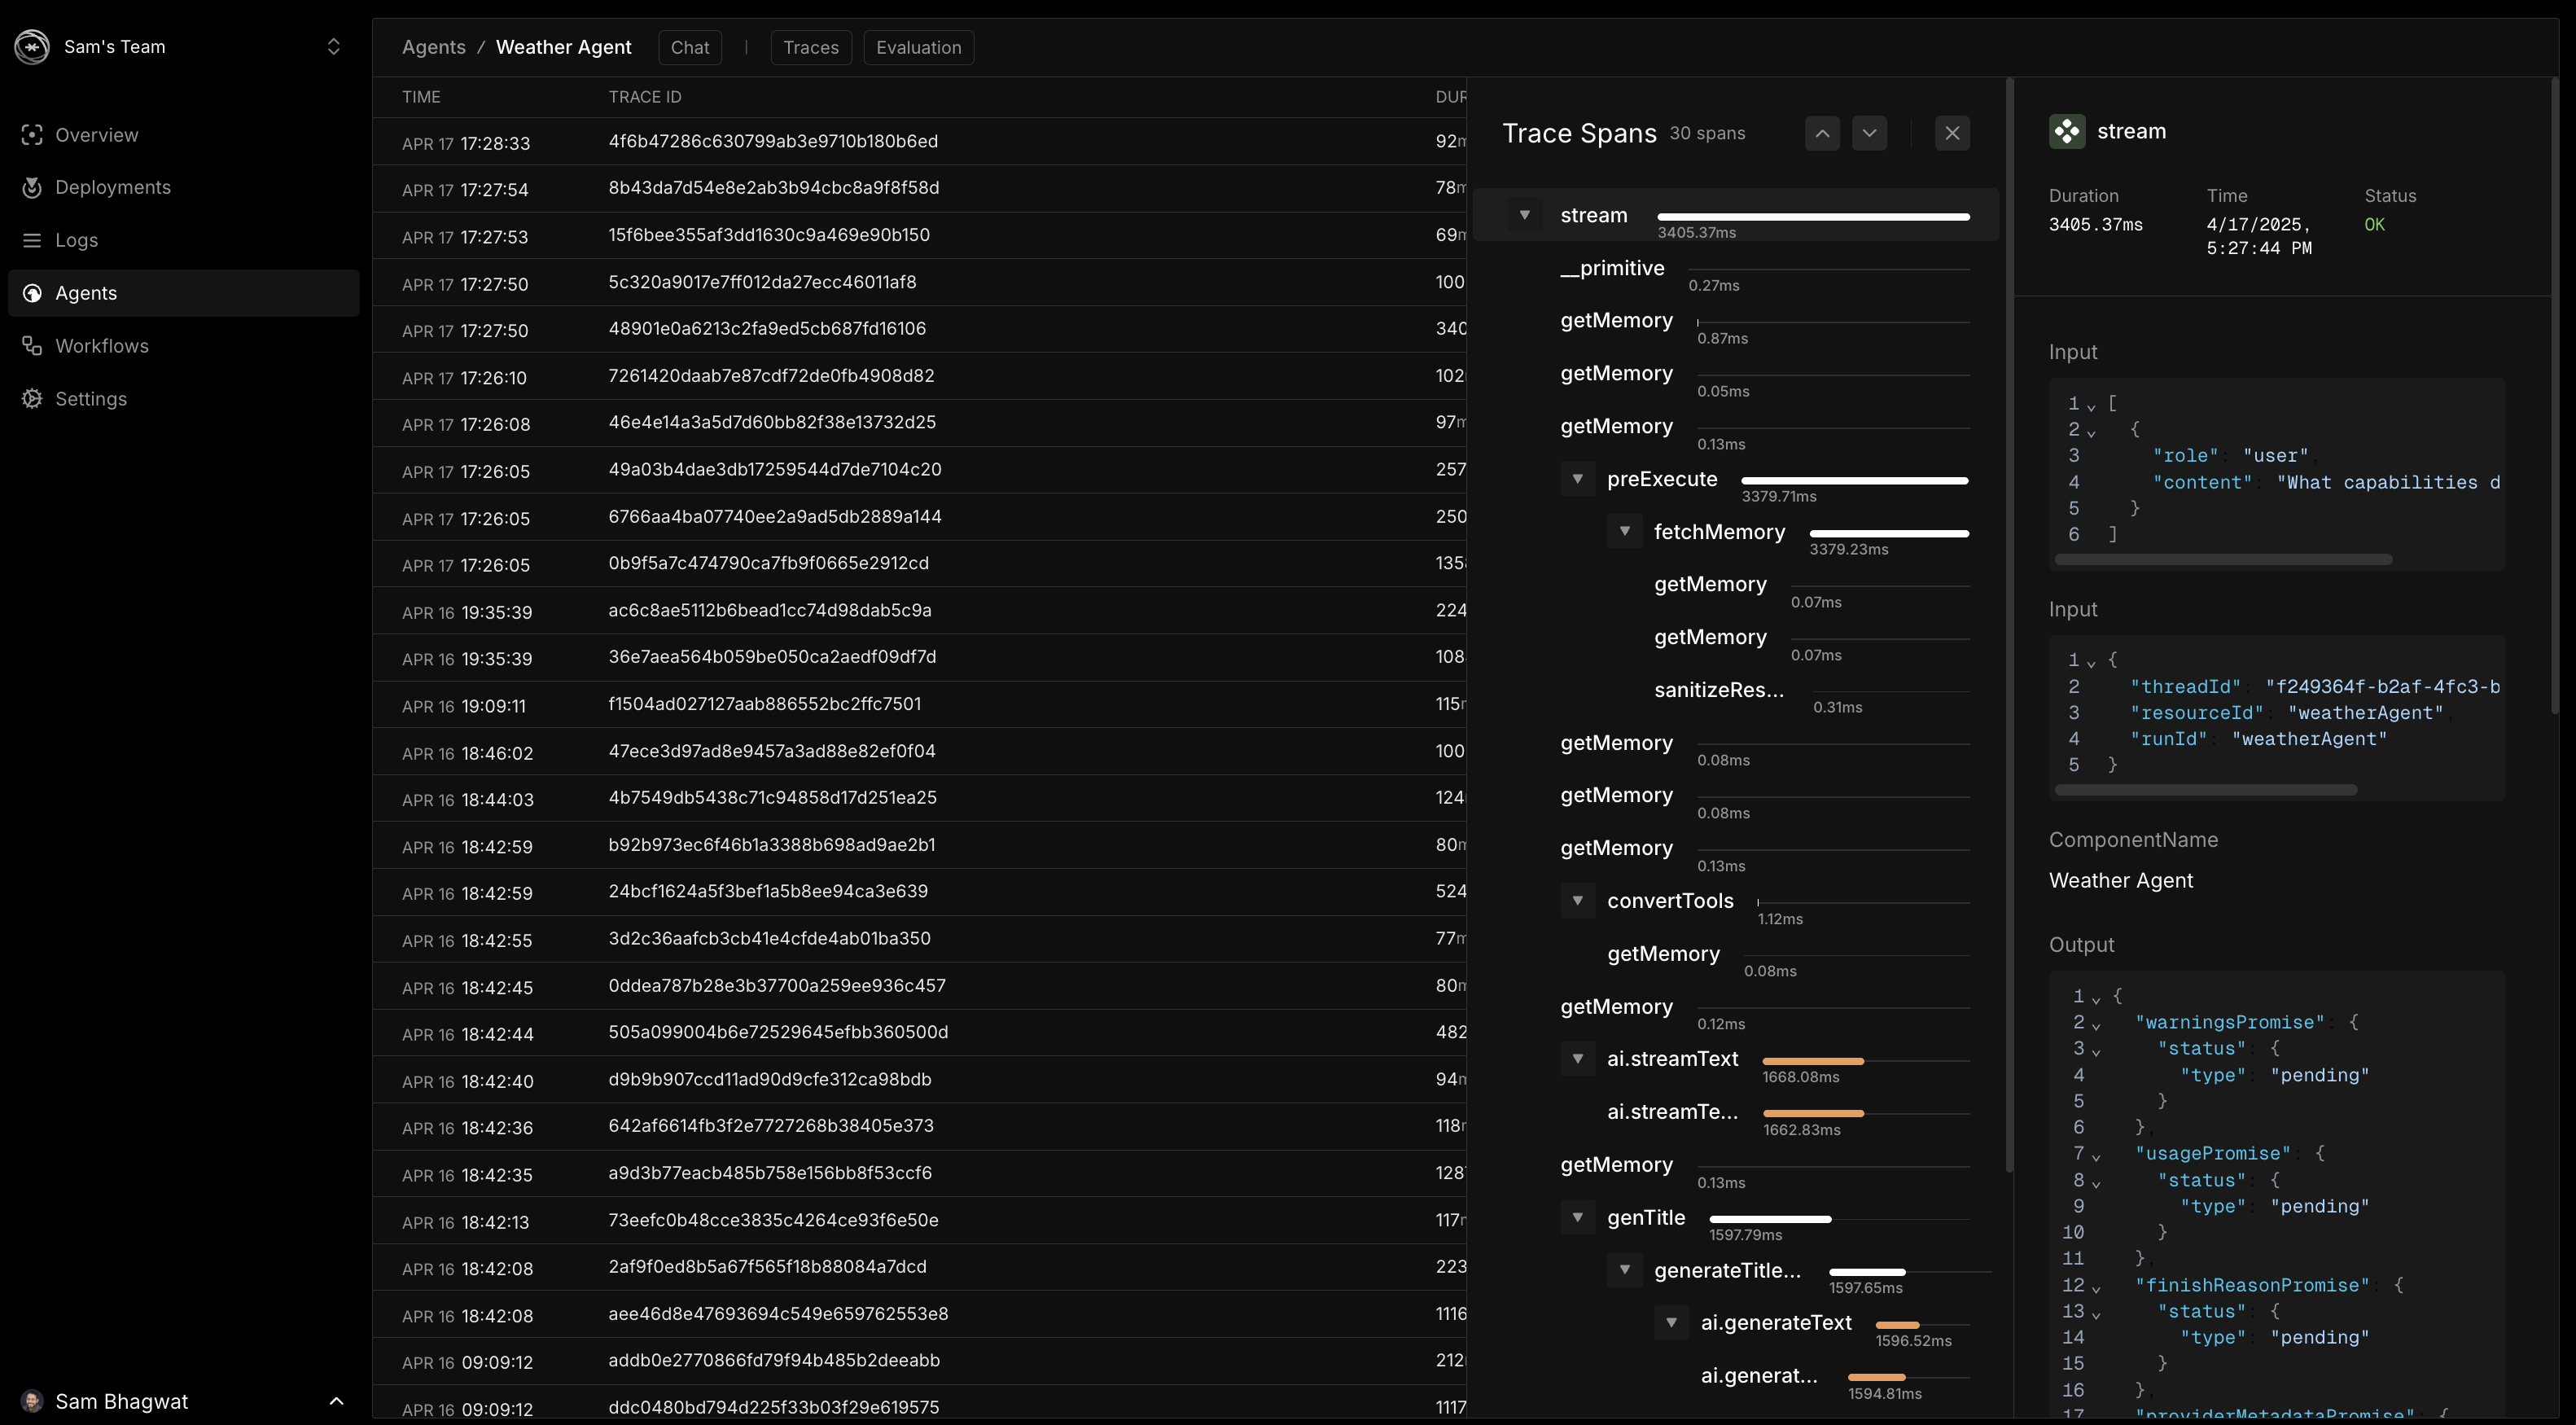 Sam's Team
Overview
Deployments
Logs
Agents
Workflows
Settings
Sam Bhagwat
Agents / Weather Agent Chat | Traces Evaluation
TIME TRACE ID DUR
APR 17 17:28:33 4f6b47286c630799ab3e9710b180b6ed 92m
APR 17 17:27:54 8b43da7d54e8e2ab3b94cbc8a9f8f58d 78m
APR 17 17:27:53 15f6bee355af3dd1630c9a469e90b150 69m
APR 17 17:27:50 5c320a9017e7ff012da27ecc46011af8 100
APR 17 17:27:50 48901e0a6213c2fa9ed5cb687fd16106 340
APR 17 17:26:10 7261420daab7e87cdf72de0fb4908d82 102
APR 17 17:26:08 46e4e14a3a5d7d60bb82f38e13732d25 97m
APR 17 17:26:05 49a03b4dae3db17259544d7de7104c20 257
APR 17 17:26:05 6766aa4ba07740ee2a9ad5db2889a144 250
APR 17 17:26:05 0b9f5a7c474790ca7fb9f0665e2912cd 135
APR 16 19:35:39 ac6c8ae5112b6bead1cc74d98dab5c9a 224
APR 16 19:35:39 36e7aea564b059be050ca2aedf09df7d 108
APR 16 19:09:11 f1504ad027127aab886552bc2ffc7501 115
APR 16 18:46:02 47ece3d97ad8e9457a3ad88e82ef0f04 100
APR 16 18:44:03 4b7549db5438c71c94858d17d251ea25 124
APR 16 18:42:59 b92b973ec6f46b1a3388b698ad9ae2b1 80m
APR 16 18:42:59 24bcf1624a5f3bef1a5b8ee94ca3e639 524
APR 16 18:42:55 3d2c36aafcb3cb41e4cfde4ab01ba350 77m
APR 16 18:42:45 0ddea787b28e3b37700a259ee936c457 80m
APR 16 18:42:44 505a099004b6e72529645efbb360500d 482
APR 16 18:42:40 d9b9b907ccd11ad90d9cfe312ca98bdb 94m
APR 16 18:42:36 642af6614fb3f2e7727268b38405e373 118
APR 16 18:42:35 a9d3b77eacb485b758e156bb8f53ccf6 128
APR 16 18:42:13 73eefc0b48cce3835c4264ce93f6e50e 117
APR 16 18:42:08 2af9f0ed8b5a67f565f18b88084a7dcd 223
APR 16 18:42:08 aee46d8e47693694c549e659762553e8 1116
APR 16 09:09:12 addb0e2770866fd79f94b485b2deeabb 212
APR 16 09:09:12 ddc0480bd794d225f33b03f29e619575 1117
Trace Spans 30 spans
stream
3405.37ms
__primitive
0.27ms
getMemory
0.87ms
getMemory
0.05ms
getMemory
0.13ms
preExecute
3379.71ms
fetchMemory
3379.23ms
getMemory
0.07ms
getMemory
0.07ms
sanitizeRes...
0.31ms
getMemory
0.08ms
getMemory
0.08ms
getMemory
0.13ms
convertTools
1.12ms
getMemory
0.08ms
getMemory
0.12ms
ai.streamText
1668.08ms
ai.streamTe...
1662.83ms
getMemory
0.13ms
genTitle
1597.79ms
generateTitle...
1597.65ms
ai.generateText
1596.52ms
ai.generat...
1594.81ms
stream
Duration Time Status
3405.37ms 4/17/2025, OK
5:27:44 PM
Input
1 [
2 {
3 "role": "user",
4 "content": "What capabilities d
5 }
6 ]
Input
1 {
2 "threadId": "f249364f-b2af-4fc3-b
3 "resourceId": "weatherAgent",
4 "runId": "weatherAgent"
5 }
ComponentName
Weather Agent
Output
1 {
2 "warningsPromise": {
3 "status": {
4 "type": "pending"
5 }
6 },
7 "usagePromise": {
8 "status": {
9 "type": "pending"
10 }
11 },
12 "finishReasonPromise": {
13 "status": {
14 "type": "pending"
15 }
16 },
17 "providerMetadataPromise": {